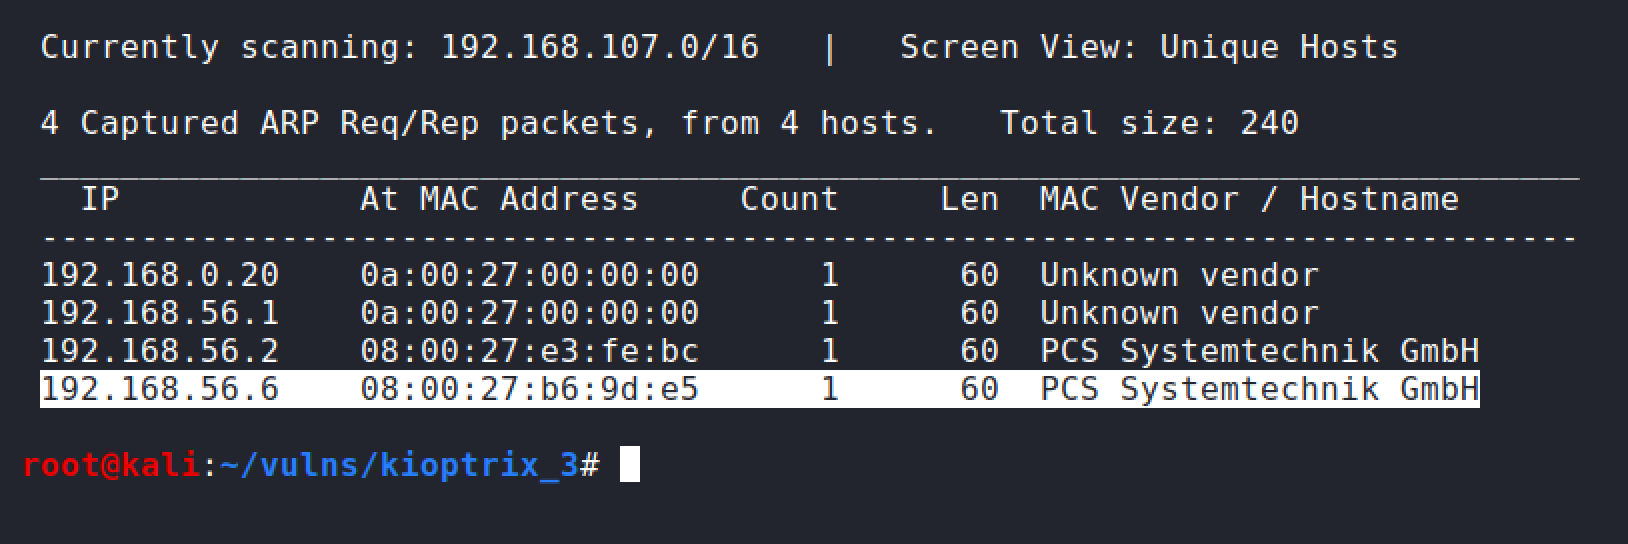 Currently scanning: 192.168.107.0/16   |   Screen View: Unique Hosts
4 Captured ARP Req/Rep packets, from 4 hosts.   Total size: 240
_____________________________________________________________________________
  IP            At MAC Address     Count     Len  MAC Vendor / Hostname
-----------------------------------------------------------------------------
192.168.0.20    0a:00:27:00:00:00      1      60  Unknown vendor
192.168.56.1    0a:00:27:00:00:00      1      60  Unknown vendor
192.168.56.2    08:00:27:e3:fe:bc      1      60  PCS Systemtechnik GmbH
192.168.56.6    08:00:27:b6:9d:e5      1      60  PCS Systemtechnik GmbH
root@kali:~/vulns/kioptrix_3#